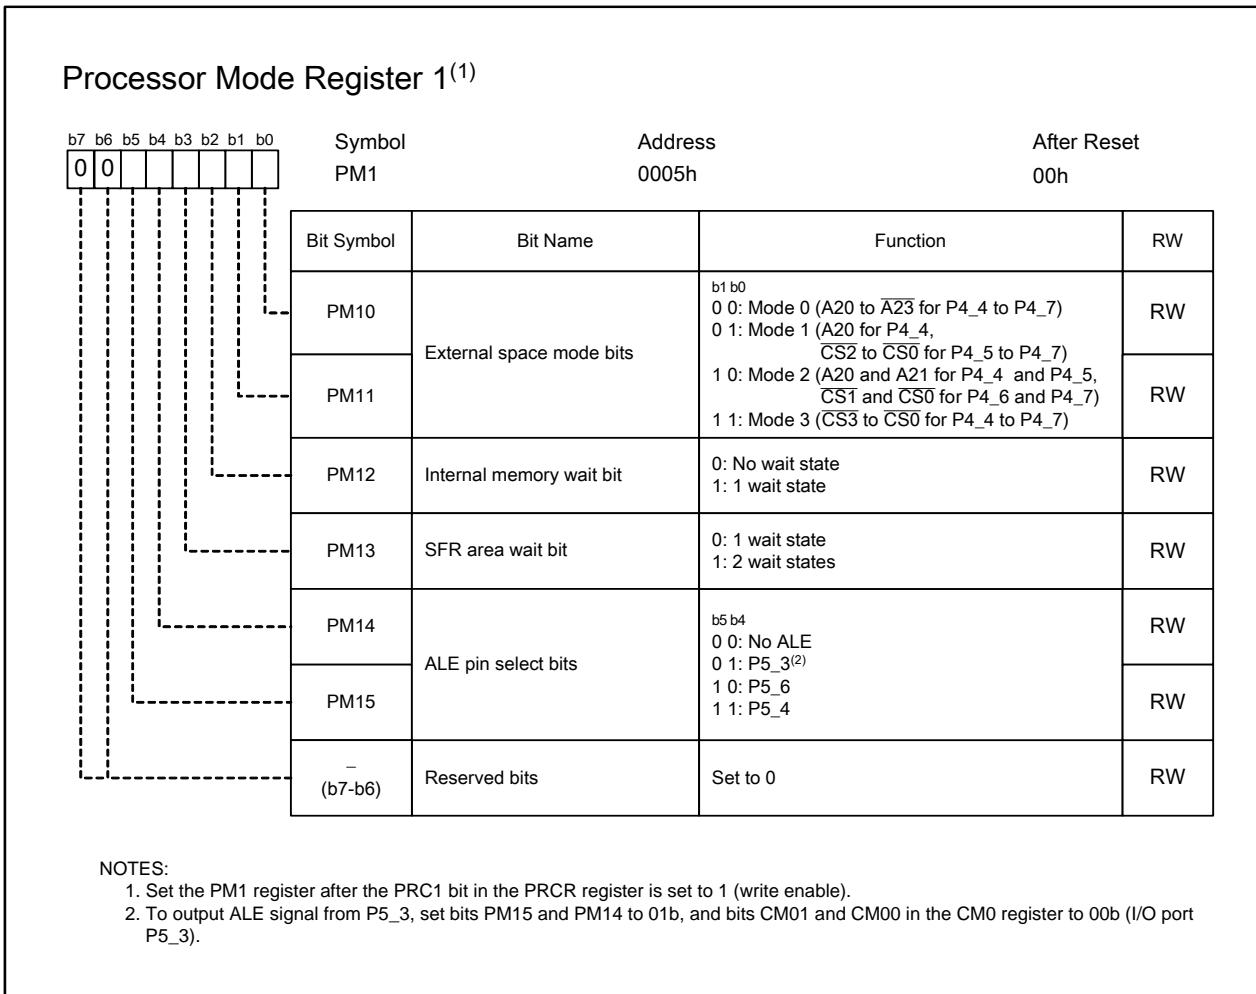 Processor Mode Register 1(1)
b7 b6 b5 b4 b3 b2 b1 b0
Symbol Address After Reset
0 0
PM1 0005h 00h
Bit Symbol Bit Name Function RW
PM10
PM11
External space mode bits
b1 b0
0 0: Mode 0 (A20 to A̅2̅3̅ for P4_4 to P4_7)
0 1: Mode 1 (A20 for P4_4,
C̅S̅2̅ to C̅S̅0̅ for P4_5 to P4_7)
1 0: Mode 2 (A20 and A21 for P4_4 and P4_5,
C̅S̅1̅ and C̅S̅0̅ for P4_6 and P4_7)
1 1: Mode 3 (C̅S̅3̅ to C̅S̅0̅ for P4_4 to P4_7)
RW
RW
PM12 Internal memory wait bit
0: No wait state
1: 1 wait state
RW
PM13 SFR area wait bit
0: 1 wait state
1: 2 wait states
RW
PM14
PM15
ALE pin select bits
b5 b4
0 0: No ALE
0 1: P5_3(2)
1 0: P5_6
1 1: P5_4
RW
RW
–
(b7-b6)
Reserved bits Set to 0 RW
NOTES:
1. Set the PM1 register after the PRC1 bit in the PRCR register is set to 1 (write enable).
2. To output ALE signal from P5_3, set bits PM15 and PM14 to 01b, and bits CM01 and CM00 in the CM0 register to 00b (I/O port
P5_3).